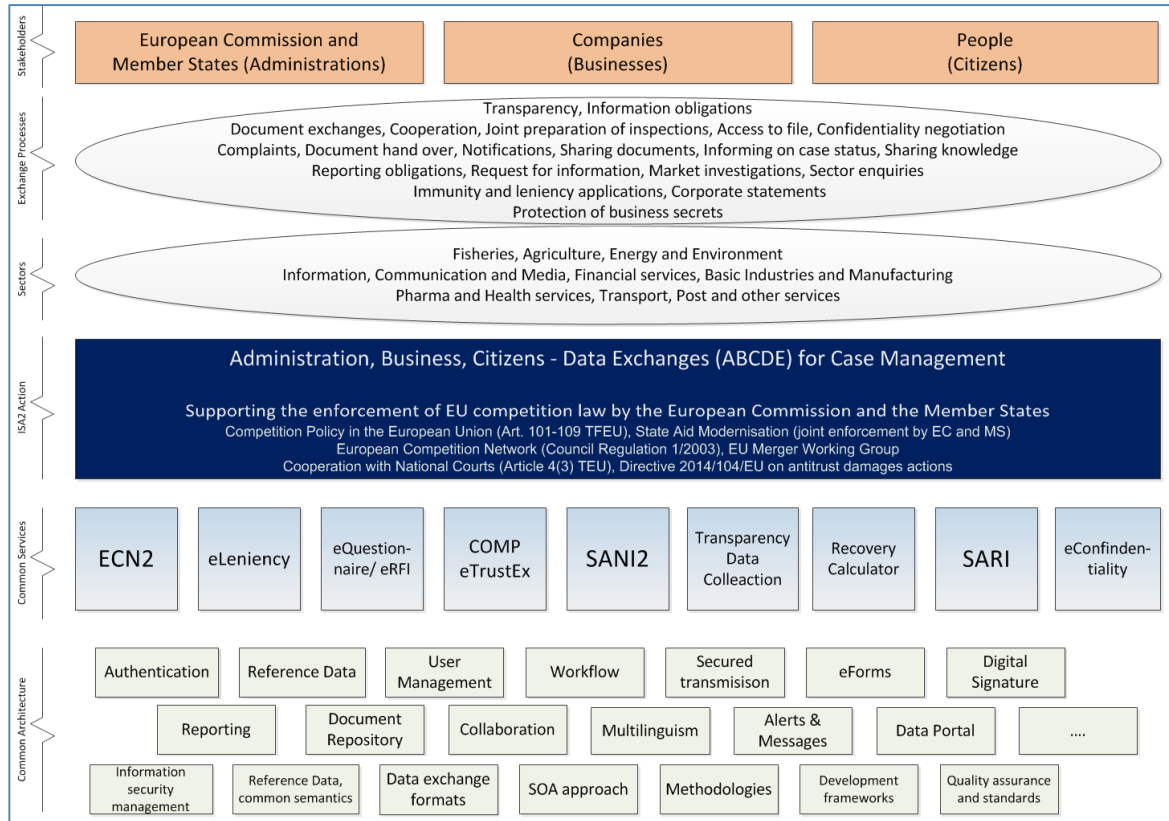 Stakeholders
European Commission and
Member States (Administrations)
Companies
(Businesses)
People
(Citizens)
Exchange Processes
Transparency, Information obligations
Document exchanges, Cooperation, Joint preparation of inspections, Access to file, Confidentiality negotiation
Complaints, Document hand over, Notifications, Sharing documents, Informing on case status, Sharing knowledge
Reporting obligations, Request for information, Market investigations, Sector enquiries
Immunity and leniency applications, Corporate statements
Protection of business secrets
Sectors
Fisheries, Agriculture, Energy and Environment
Information, Communication and Media, Financial services, Basic Industries and Manufacturing
Pharma and Health services, Transport, Post and other services
ISA2 Action
Administration, Business, Citizens - Data Exchanges (ABCDE) for Case Management
Supporting the enforcement of EU competition law by the European Commission and the Member States
Competition Policy in the European Union (Art. 101-109 TFEU), State Aid Modernisation (joint enforcement by EC and MS)
European Competition Network (Council Regulation 1/2003), EU Merger Working Group
Cooperation with National Courts (Article 4(3) TEU), Directive 2014/104/EU on antitrust damages actions
Common Services
ECN2
eLeniency
eQuestion-
naire/ eRFI
COMP
eTrustEx
SANI2
Transparency
Data
Colleaction
Recovery
Calculator
SARI
eConfinden-
tiality
Common Architecture
Authentication
Reference Data
User
Management
Workflow
Secured
transmisison
eForms
Digital
Signature
Reporting
Document
Repository
Collaboration
Multilinguism
Alerts &
Messages
Data Portal
....
Information
security
management
Reference Data,
common semantics
Data exchange
formats
SOA approach
Methodologies
Development
frameworks
Quality assurance
and standards